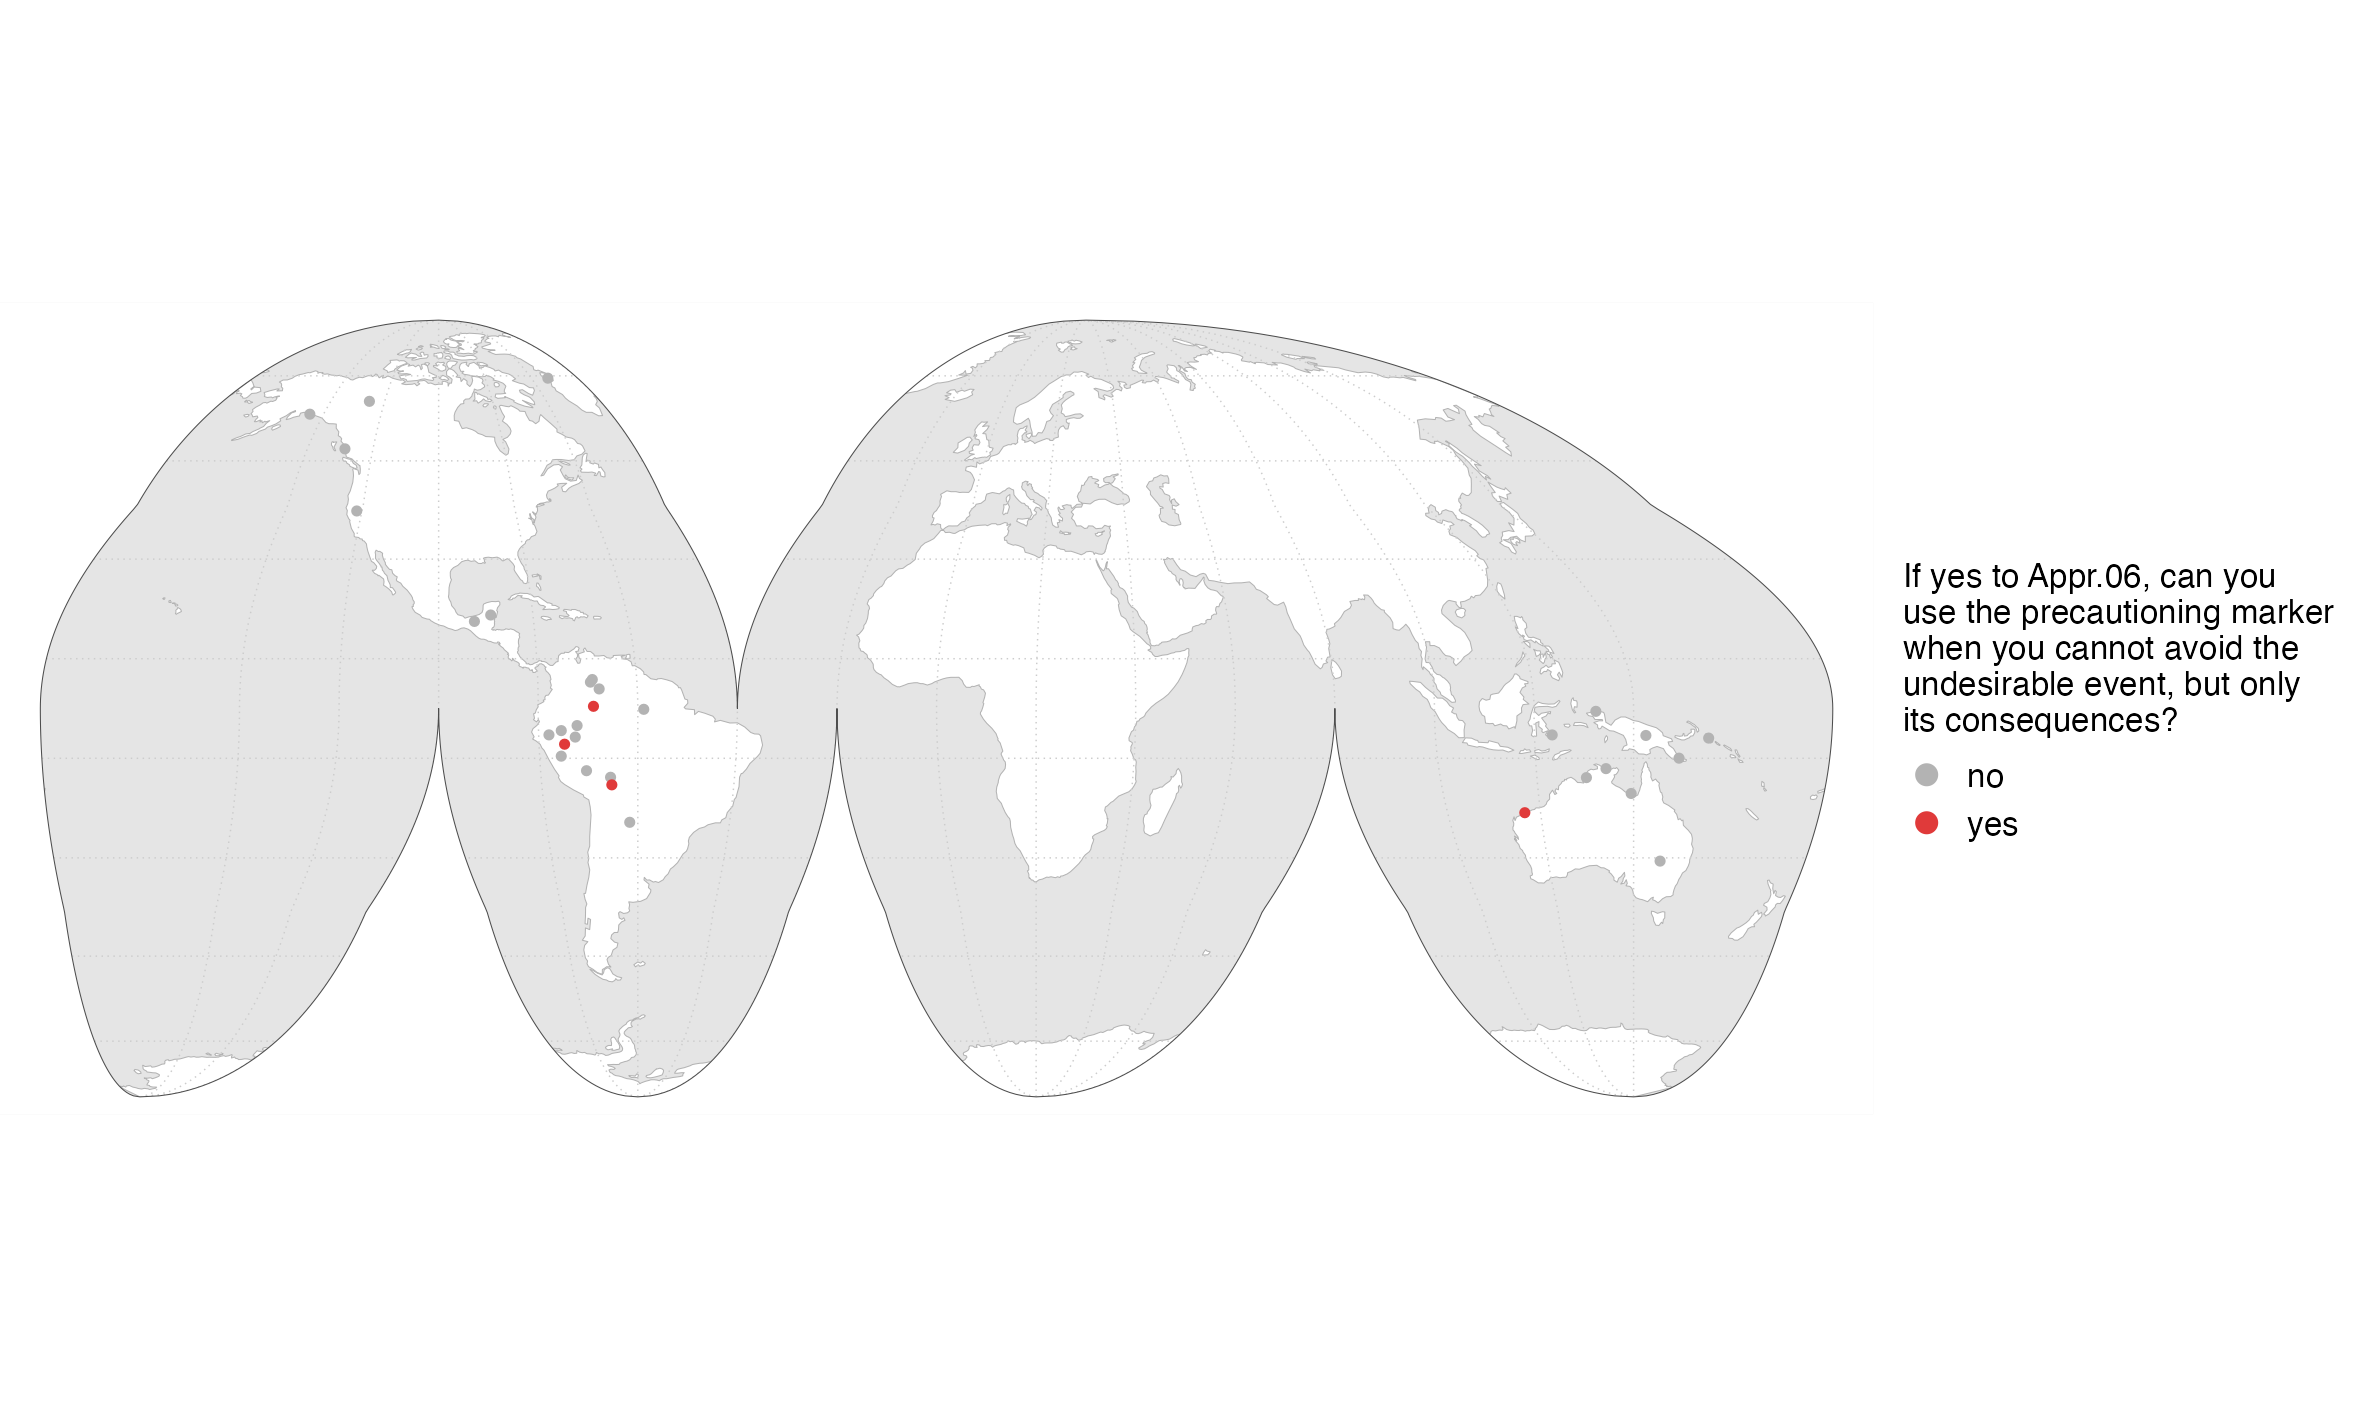 If yes to Appr.06, can you
use the precautioning marker
when you cannot avoid the
undesirable event, but only
its consequences?
no
yes